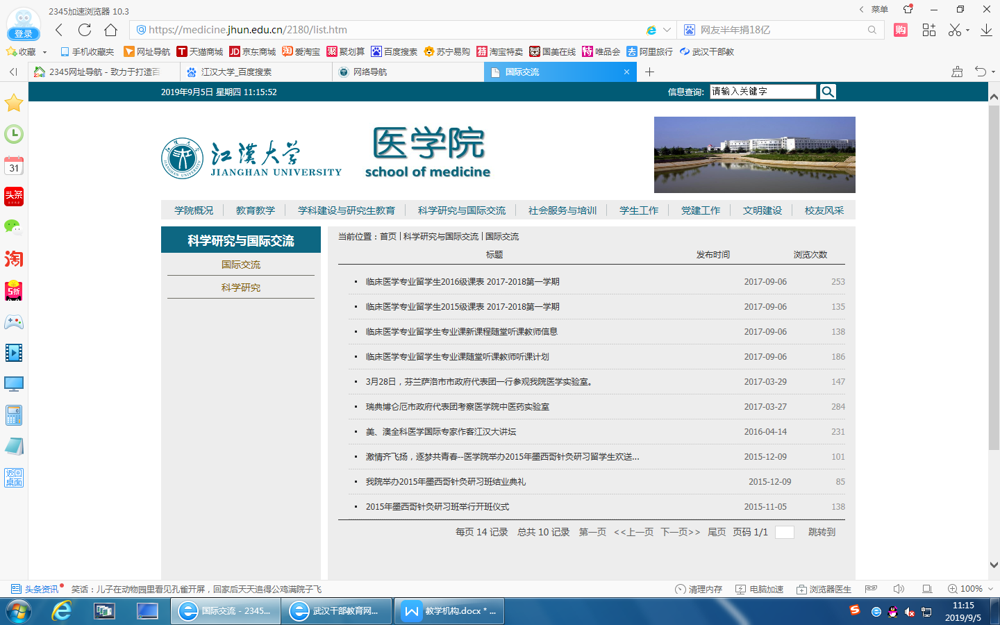 2345加速浏览器 10.3
菜单
登录
https://medicine.jhun.edu.cn/2180/list.htm
网友半年捐18亿
购
收藏 手机收藏夹 网址导航 天猫商城 京东商城 爱淘宝 聚划算 百度搜索 苏宁易购 淘宝特卖 国美在线 唯品会 阿里旅行 武汉干部教
2345网址导航 - 致力于打造百
江汉大学_百度搜索
网络导航
国际交流
2019年9月5日 星期四 11:15:52
信息查询:
请输入关键字
31
头条
淘
5折
返回
桌面
江漢大学
JIANGHAN UNIVERSITY
医学院
school of medicine
学院概况 教育教学 学科建设与研究生教育 科学研究与国际交流 社会服务与培训 学生工作 党建工作 文明建设 校友风采
科学研究与国际交流
国际交流
科学研究
当前位置：首页 | 科学研究与国际交流 | 国际交流
标题 发布时间 浏览次数
临床医学专业留学生2016级课表 2017-2018第一学期 2017-09-06 253
临床医学专业留学生2015级课表 2017-2018第一学期 2017-09-06 135
临床医学专业留学生专业课新课程随堂听课教师信息 2017-09-06 138
临床医学专业留学生专业课随堂听课教师听课计划 2017-09-06 186
3月28日，芬兰萨洛市市政府代表团一行参观我院医学实验室。 2017-03-29 147
瑞典博仑厄市政府代表团考察医学院中医药实验室 2017-03-27 284
美、澳全科医学国际专家作客江汉大讲坛 2016-04-14 231
激情齐飞扬，逐梦共青春--医学院举办2015年墨西哥针灸研习留学生欢送... 2015-12-09 101
我院举办2015年墨西哥针灸研习班结业典礼 2015-12-09 85
2015年墨西哥针灸研习班举行开班仪式 2015-11-05 138
每页 14 记录 总共 10 记录 第一页 <<上一页 下一页>> 尾页 页码 1/1 跳转到
头条资讯 笑话：儿子在动物园里看见孔雀开屏，回家后天天追得公鸡满院子飞
清理内存 电脑加速 浏览器医生 100%
国际交流 - 2345...
武汉干部教育网...
教学机构.docx * ...
11:15
2019/9/5